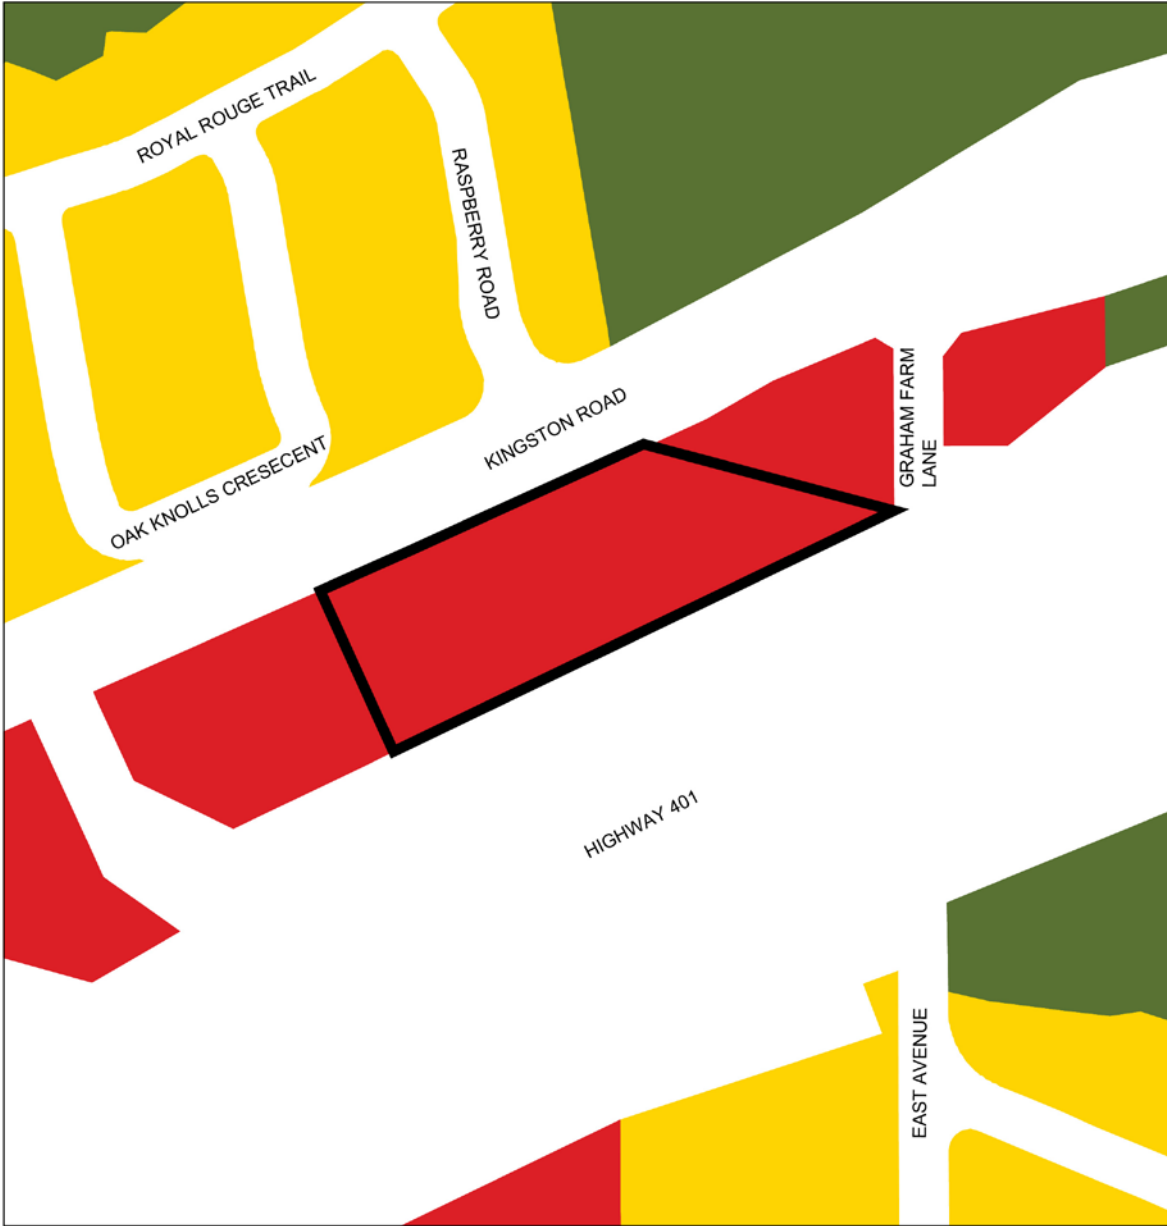 ROYAL ROUGE TRAIL
RASPBERRY ROAD
GRAHAM FARM
LANE
KINGSTON ROAD
OAK KNOLLS CRESECENT
HIGHWAY 401
EAST AVENUE